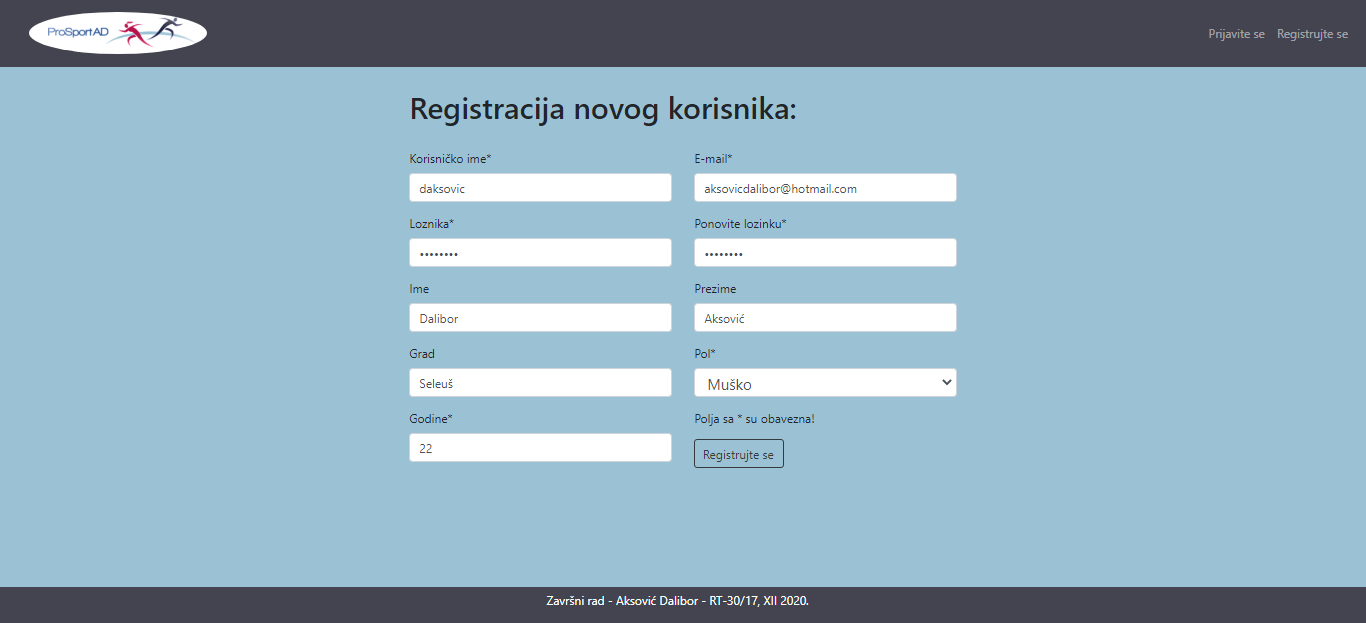 ProSportAD
Prijavite se Registrujte se
Registracija novog korisnika:
Korisničko ime* E-mail*
daksovic aksovicdalibor@hotmail.com
Loznika* Ponovite lozinku*
•••••••• ••••••••
Ime Prezime
Dalibor Aksović
Grad Pol*
Seleuš Muško
Godine* Polja sa * su obavezna!
22 Registrujte se
Završni rad - Aksović Dalibor - RT-30/17, XII 2020.